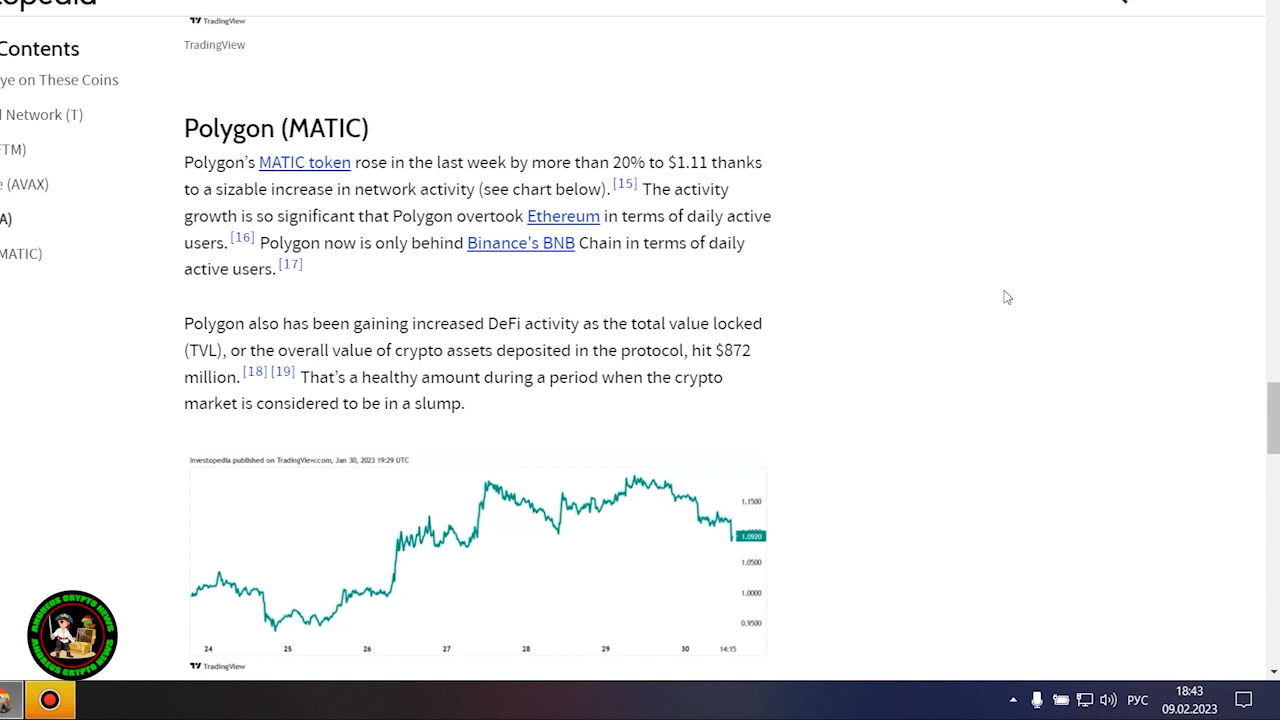 TradingView
TradingView
Contents
ye on These Coins
Network (T)
FTM)
(AVAX)
A)
MATIC)
Polygon (MATIC)
Polygon's MATIC token rose in the last week by more than 20% to $1.11 thanks
to a sizable increase in network activity (see chart below). [15] The activity
growth is so significant that Polygon overtook Ethereum in terms of daily active
users. [16] Polygon now is only behind Binance's BNB Chain in terms of daily
active users. [17]
Polygon also has been gaining increased DeFi activity as the total value locked
(TVL), or the overall value of crypto assets deposited in the protocol, hit $872
million. [18] [19] That's a healthy amount during a period when the crypto
market is considered to be in a slump.
Investopedia published on TradingView.com, Jan 30, 2023 19:29 UTC
1.1500
1.0920
1.0500
1.0000
0.9500
24 25 26 27 28 29 30 14:15
TradingView
ANDREUS CRYPTO NEWS
ANDREUS CRYPTO NEWS
РУС
18:43
09.02.2023